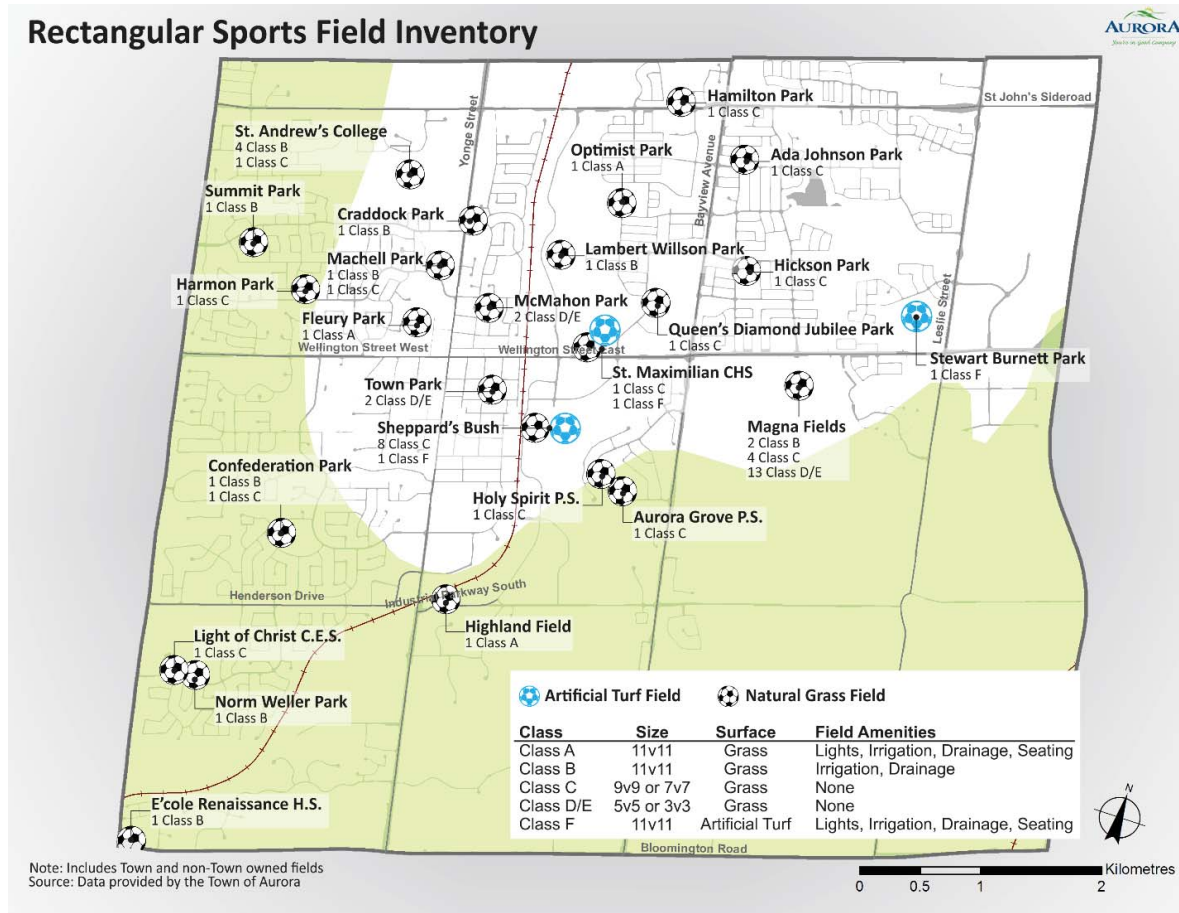 Rectangular Sports Field Inventory
AURORA
You're in Good Company
Hamilton Park
1 Class C
St John's Sideroad
St. Andrew's College
4 Class B
1 Class C
Yonge Street
Optimist Park
1 Class A
Bayview Avenue
Ada Johnson Park
1 Class C
Summit Park
1 Class B
Craddock Park
1 Class B
Lambert Willson Park
1 Class B
Machell Park
1 Class B
1 Class C
Hickson Park
1 Class C
Harmon Park
1 Class C
McMahon Park
2 Class D/E
Fleury Park
1 Class A
Queen's Diamond Jubilee Park
1 Class C
Leslie Street
Wellington Street West
Wellington Street East
Stewart Burnett Park
1 Class F
St. Maximilian CHS
1 Class C
1 Class F
Town Park
2 Class D/E
Sheppard's Bush
8 Class C
1 Class F
Magna Fields
2 Class B
4 Class C
13 Class D/E
Confederation Park
1 Class B
1 Class C
Holy Spirit P.S.
1 Class C
Aurora Grove P.S.
1 Class C
Henderson Drive
Industrial Parkway South
Highland Field
1 Class A
Light of Christ C.E.S.
1 Class C
Norm Weller Park
1 Class B
E'cole Renaissance H.S.
1 Class B
Artificial Turf Field Natural Grass Field
Class Size Surface Field Amenities
Class A 11v11 Grass Lights, Irrigation, Drainage, Seating
Class B 11v11 Grass Irrigation, Drainage
Class C 9v9 or 7v7 Grass None
Class D/E 5v5 or 3v3 Grass None
Class F 11v11 Artificial Turf Lights, Irrigation, Drainage, Seating
N
Bloomington Road
Note: Includes Town and non-Town owned fields
Source: Data provided by the Town of Aurora
Kilometres
0 0.5 1 2